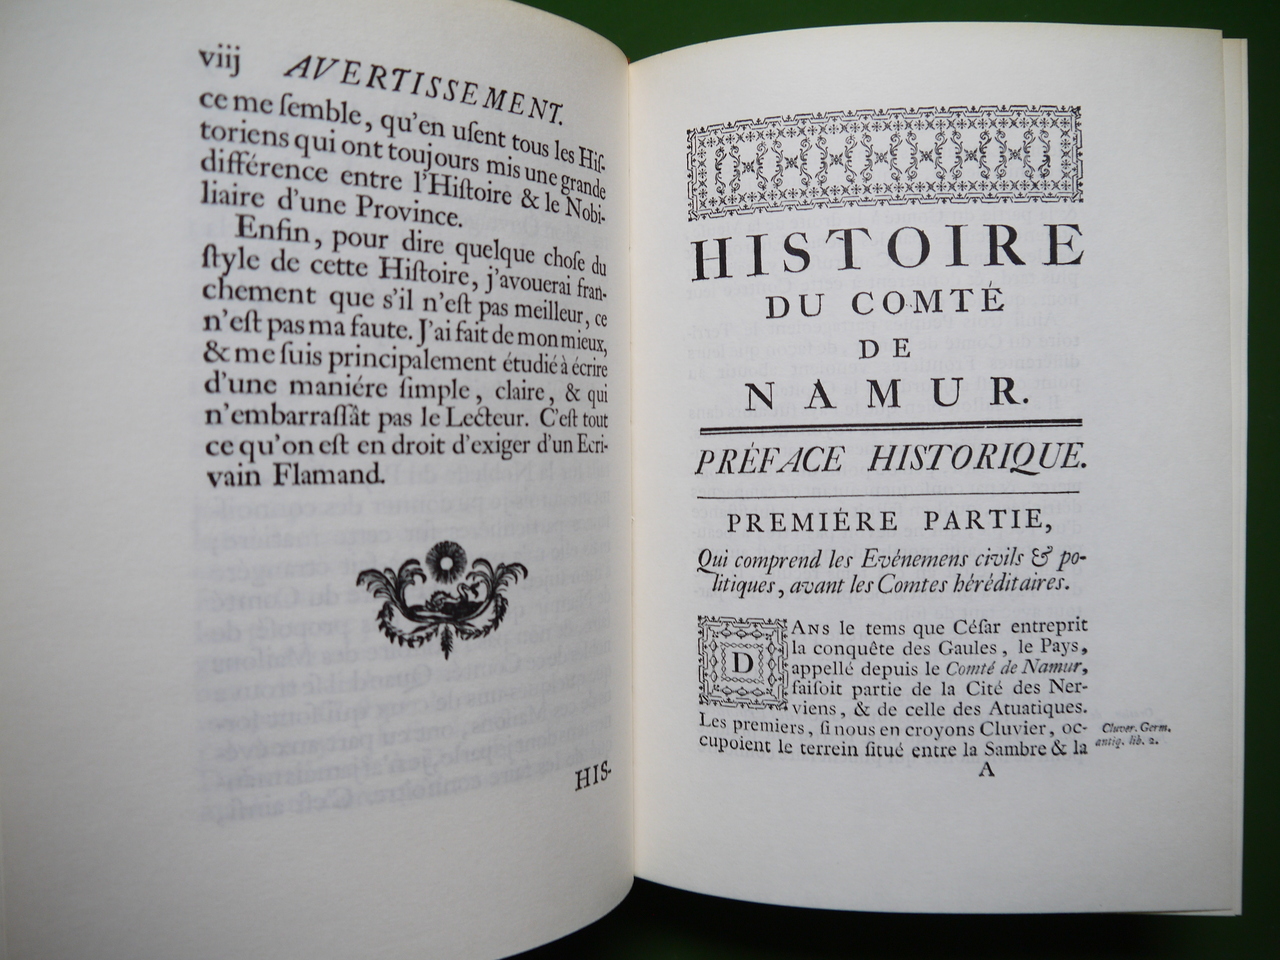 viij AVERTISSEMENT.
ce me ſemble, qu'en uſent tous les Hiſ-
toriens qui ont toujours mis une grande
différence entre l'Hiſtoire & le Nobi-
liaire d'une Province.
Enfin, pour dire quelque choſe du
ſtyle de cette Hiſtoire, j'avouerai fran-
chement que s'il n'eſt pas meilleur, ce
n'eſt pas ma faute. J'ai fait de mon mieux,
& me ſuis principalement étudié à écrire
d'une maniére ſimple, claire, & qui
n'embarraſſât pas le Lecteur. C'eſt tout
ce qu'on eſt en droit d'exiger d'un Ecri-
vain Flamand.
HIS-
HISTOIRE
DU COMTÉ
DE
NAMUR.
PRÉFACE HISTORIQUE.
PREMIÉRE PARTIE,
Qui comprend les Evénemens civils & po-
litiques, avant les Comtes héréditaires.
DANS le tems que Céſar entreprit
la conquête des Gaules, le Pays,
appellé depuis le Comté de Namur,
faiſoit partie de la Cité des Ner-
viens, & de celle des Atuatiques.
Les premiers, ſi nous en croyons Cluvier, oc-
cupoient le terrein ſitué entre la Sambre & la
Cluver. Germ.
antiq. lib. 2.
A